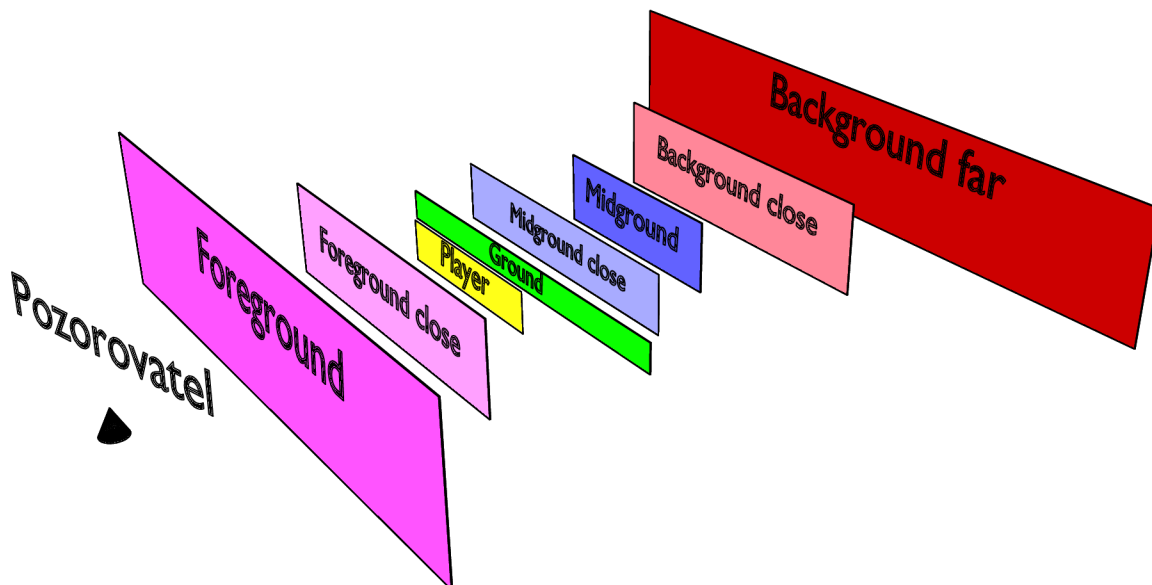 Pozorovatel
Foreground
Foreground close
Player
Ground
Midground close
Midground
Background close
Background far